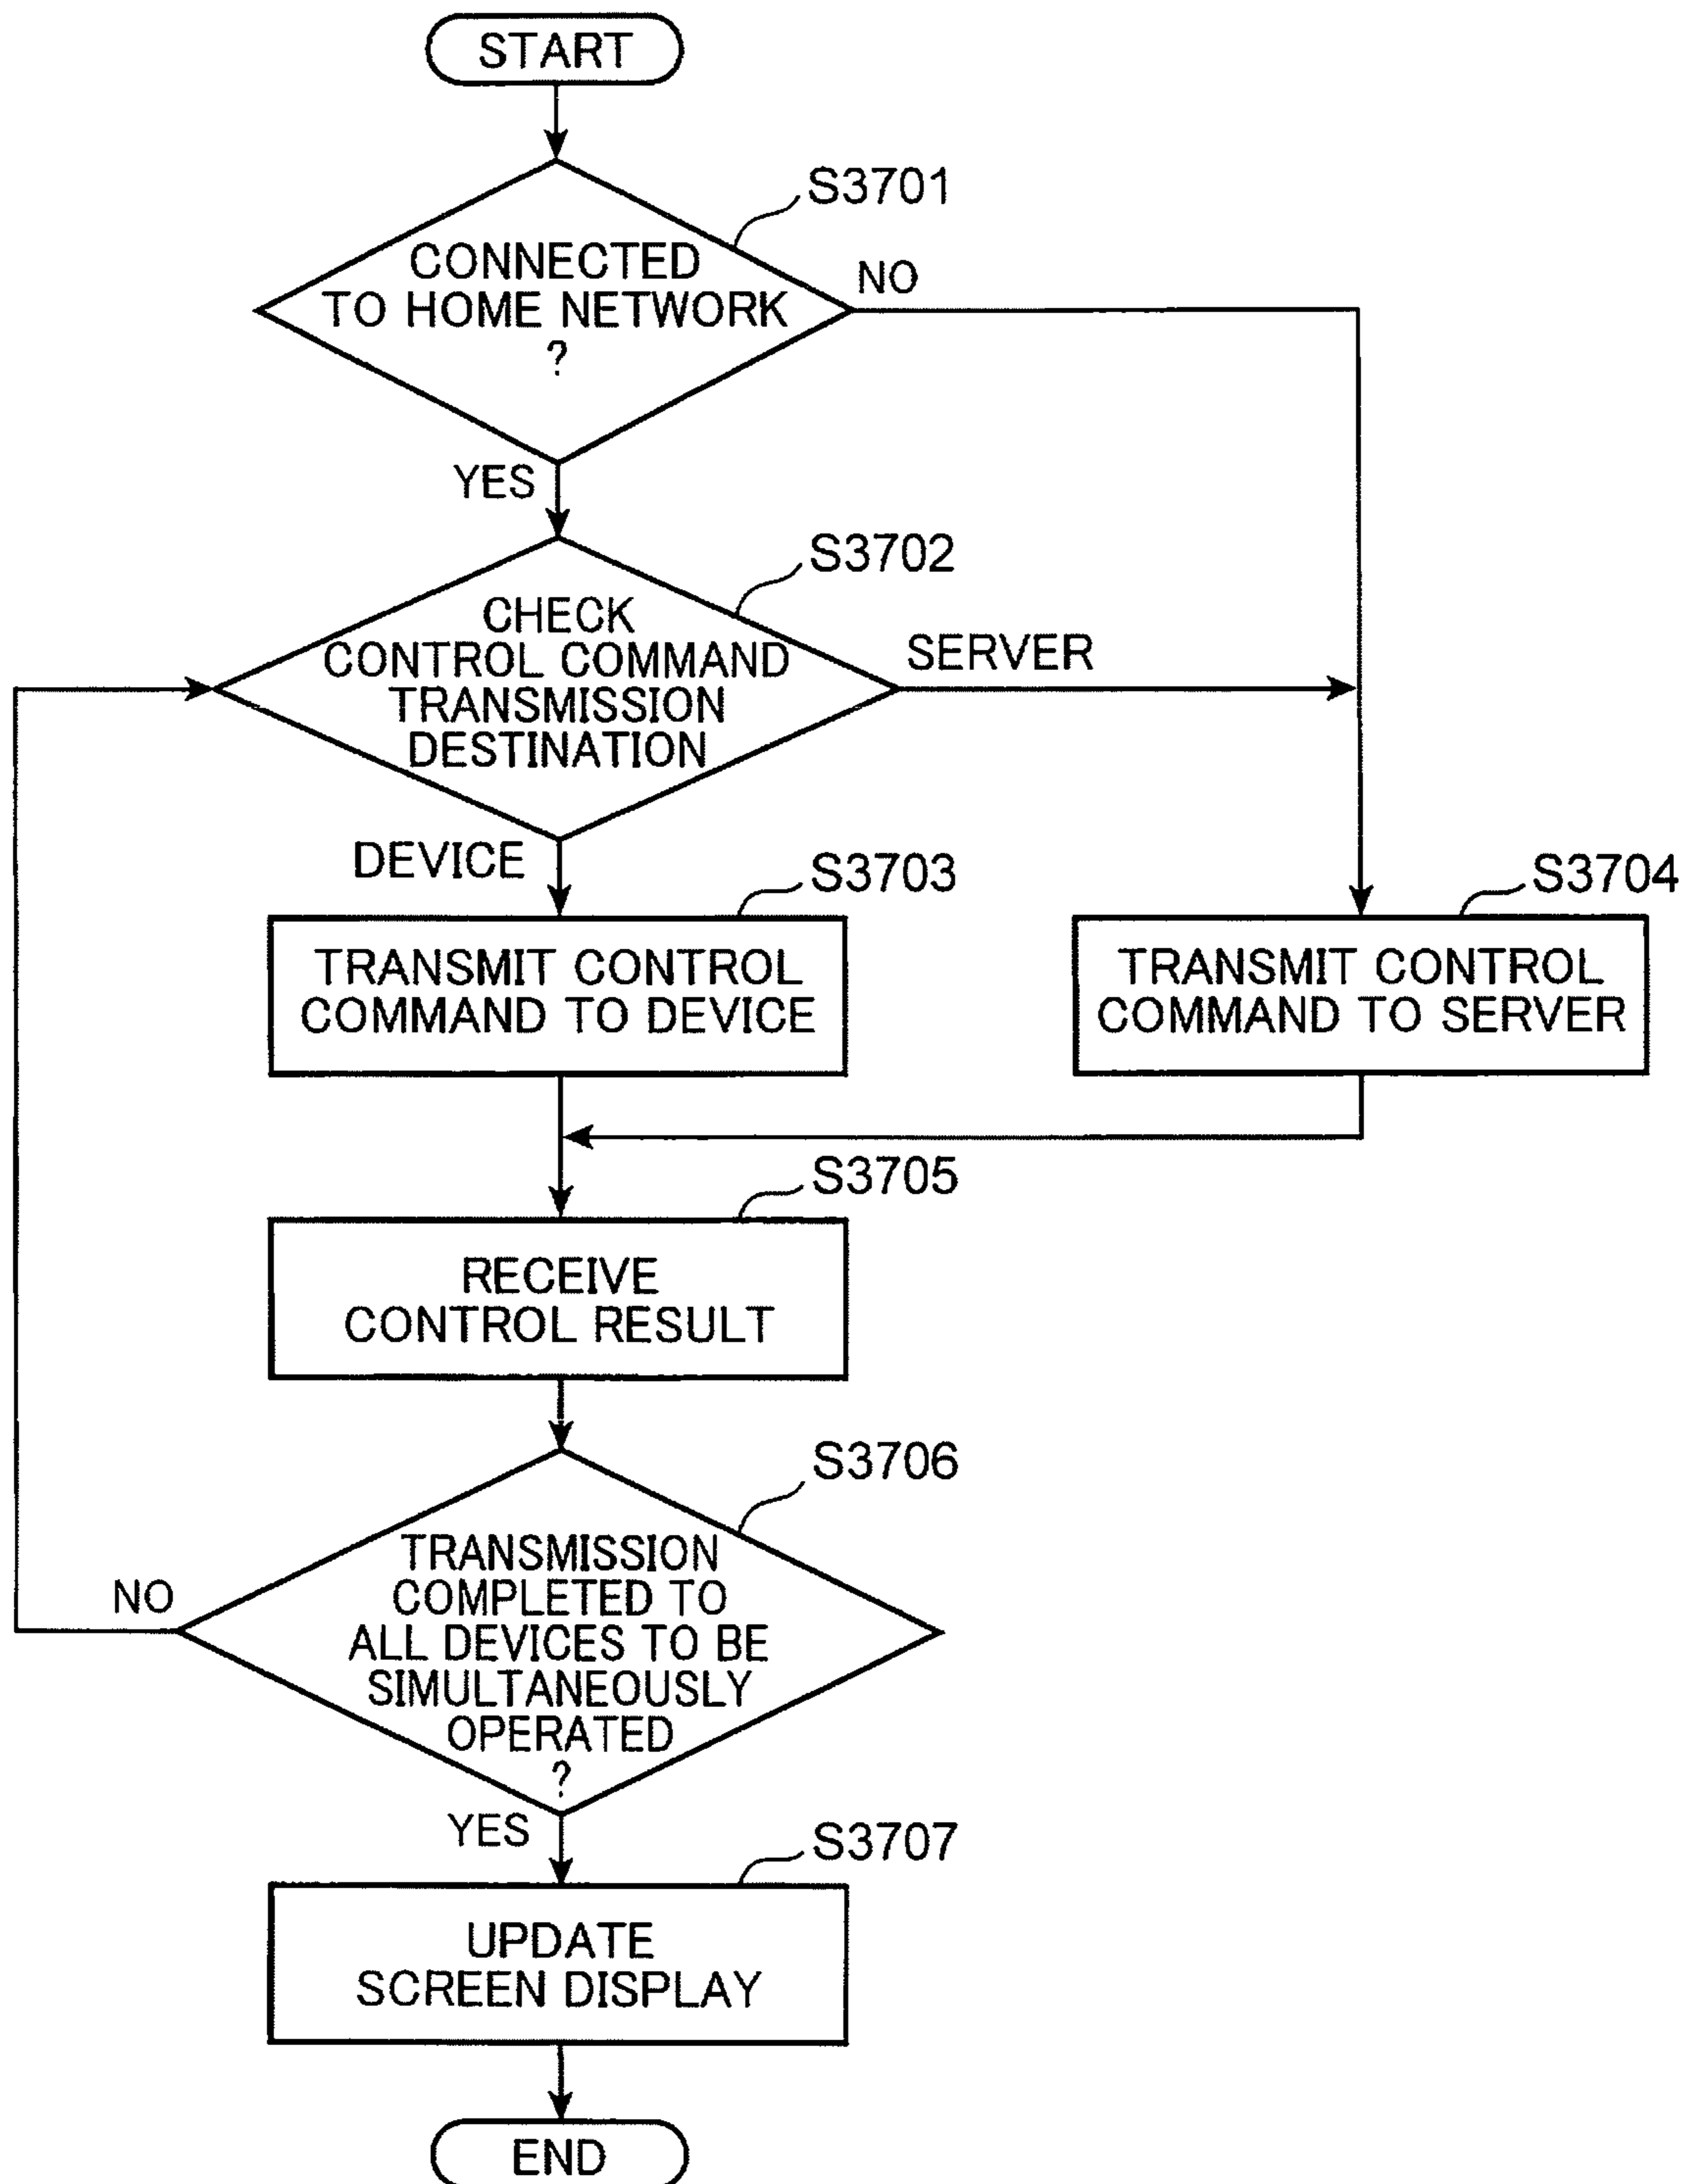 START
S3701
CONNECTED
TO HOME NETWORK
?
NO
YES
S3702
CHECK
CONTROL COMMAND
TRANSMISSION
DESTINATION
SERVER
DEVICE
S3703
TRANSMIT CONTROL
COMMAND TO DEVICE
S3704
TRANSMIT CONTROL
COMMAND TO SERVER
S3705
RECEIVE
CONTROL RESULT
S3706
TRANSMISSION
COMPLETED TO
ALL DEVICES TO BE
SIMULTANEOUSLY
OPERATED
?
NO
YES
S3707
UPDATE
SCREEN DISPLAY
END